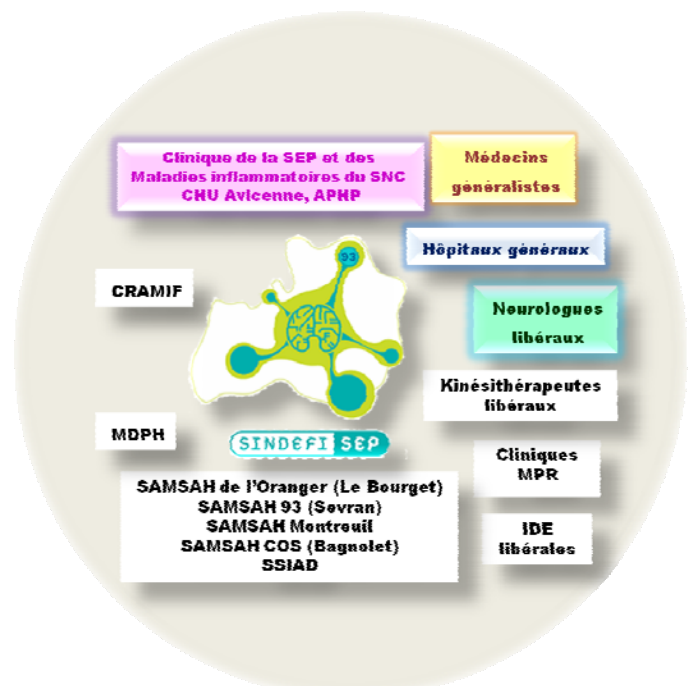 Clinique de la SEP et des
Maladies inflammatoires du SNC
CHU Avicenne, APHP
Médecins
généralistes
Hôpitaux généraux
93
CRAMIF
Neurologues
libéraux
Kinésithérapeutes
libéraux
MDPH
SINDEFI SEP
Cliniques
MPR
SAMSAH de l'Oranger (Le Bourget)
SAMSAH 93 (Sevran)
SAMSAH Montreuil
SAMSAH COS (Bagnolet)
SSIAD
IDE
libérales